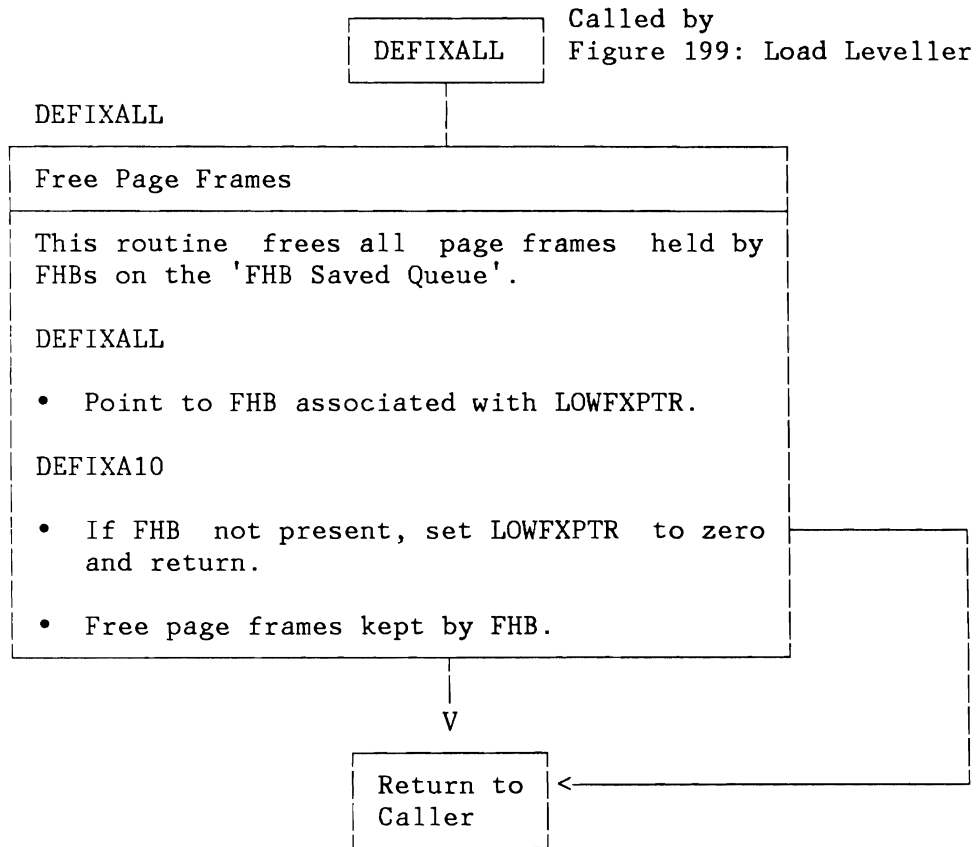 Called by
DEFIXALL
Figure 199: Load Leveller
DEFIXALL
Free Page Frames
This routine frees all page frames held by
FHBs on the 'FHB Saved Queue'.
DEFIXALL
• Point to FHB associated with LOWFXPTR.
DEFIXA10
• If FHB not present, set LOWFXPTR to zero
and return.
• Free page frames kept by FHB.
V
Return to
Caller